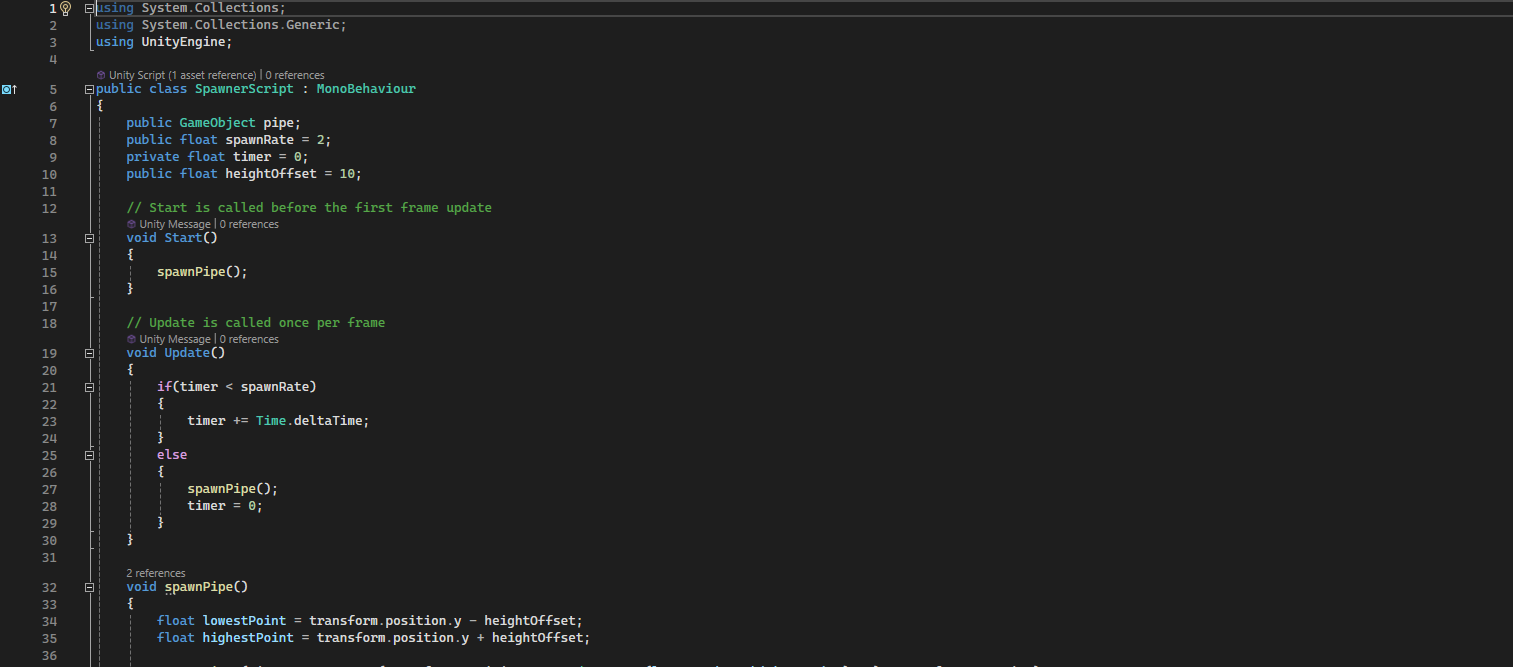 1 using System.Collections;
2 using System.Collections.Generic;
3 using UnityEngine;
4
Unity Script (1 asset reference) | 0 references
5 public class SpawnerScript : MonoBehaviour
6 {
7 public GameObject pipe;
8 public float spawnRate = 2;
9 private float timer = 0;
10 public float heightOffset = 10;
11
12 // Start is called before the first frame update
Unity Message | 0 references
13 void Start()
14 {
15 spawnPipe();
16 }
17
18 // Update is called once per frame
Unity Message | 0 references
19 void Update()
20 {
21 if(timer < spawnRate)
22 {
23 timer += Time.deltaTime;
24 }
25 else
26 {
27 spawnPipe();
28 timer = 0;
29 }
30 }
31
2 references
32 void spawnPipe()
33 {
34 float lowestPoint = transform.position.y - heightOffset;
35 float highestPoint = transform.position.y + heightOffset;
36